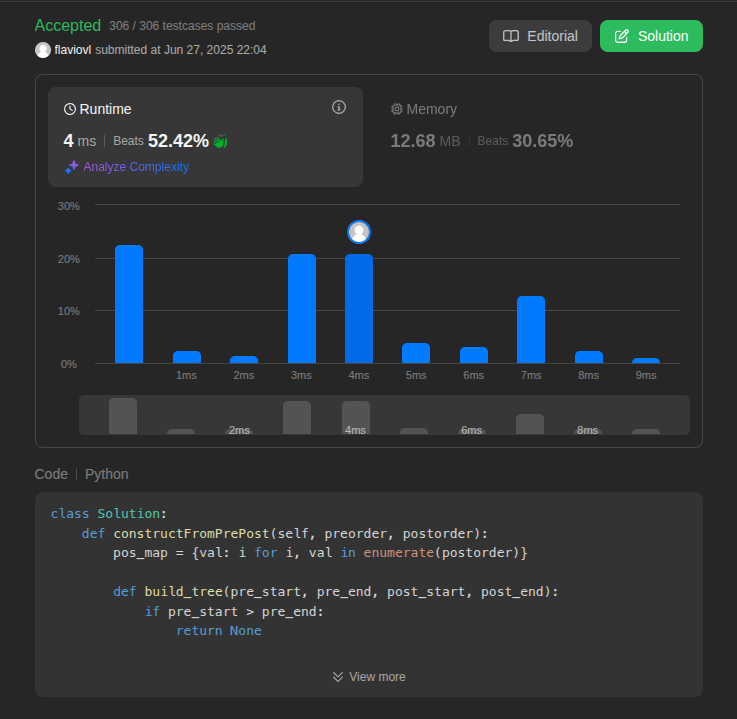 Accepted 306 / 306 testcases passed
flaviovl submitted at Jun 27, 2025 22:04
Editorial
Solution
Runtime
4 ms | Beats 52.42%
Analyze Complexity
Memory
12.68 MB | Beats 30.65%
30%
20%
10%
0%
1ms 2ms 3ms 4ms 5ms 6ms 7ms 8ms 9ms
2ms 4ms 6ms 8ms
Code | Python
class Solution:
    def constructFromPrePost(self, preorder, postorder):
        pos_map = {val: i for i, val in enumerate(postorder)}

        def build_tree(pre_start, pre_end, post_start, post_end):
            if pre_start > pre_end:
                return None
View more